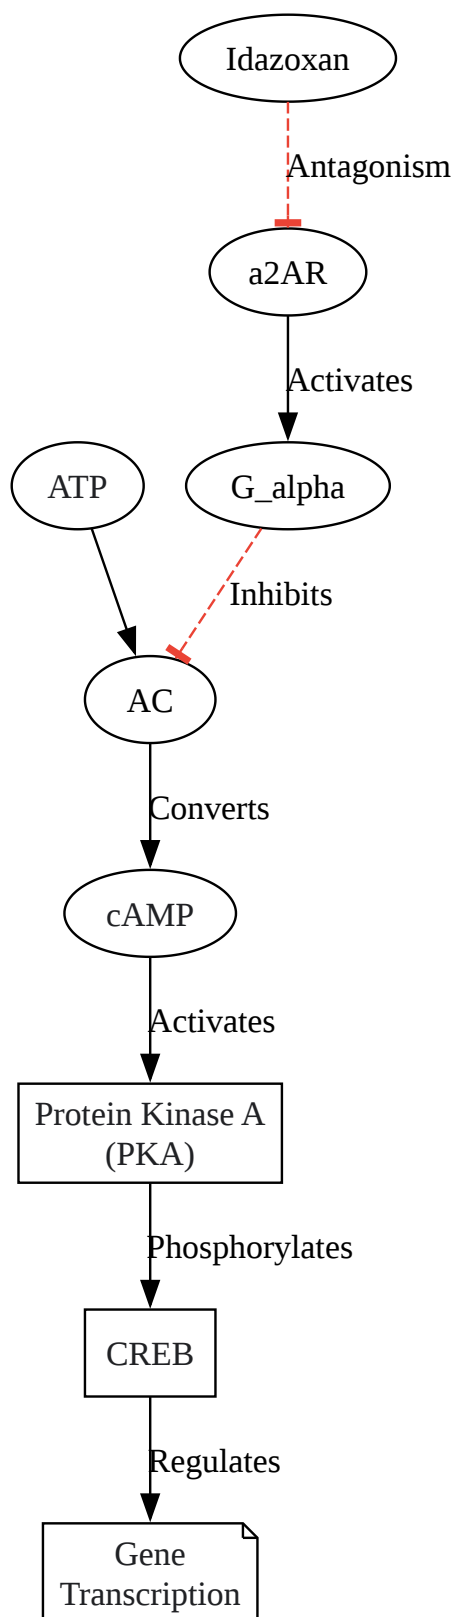 Idazoxan
Antagonism
a2AR
Activates
ATP
G_alpha
Inhibits
AC
Converts
cAMP
Activates
Protein Kinase A
(PKA)
Phosphorylates
CREB
Regulates
Gene
Transcription